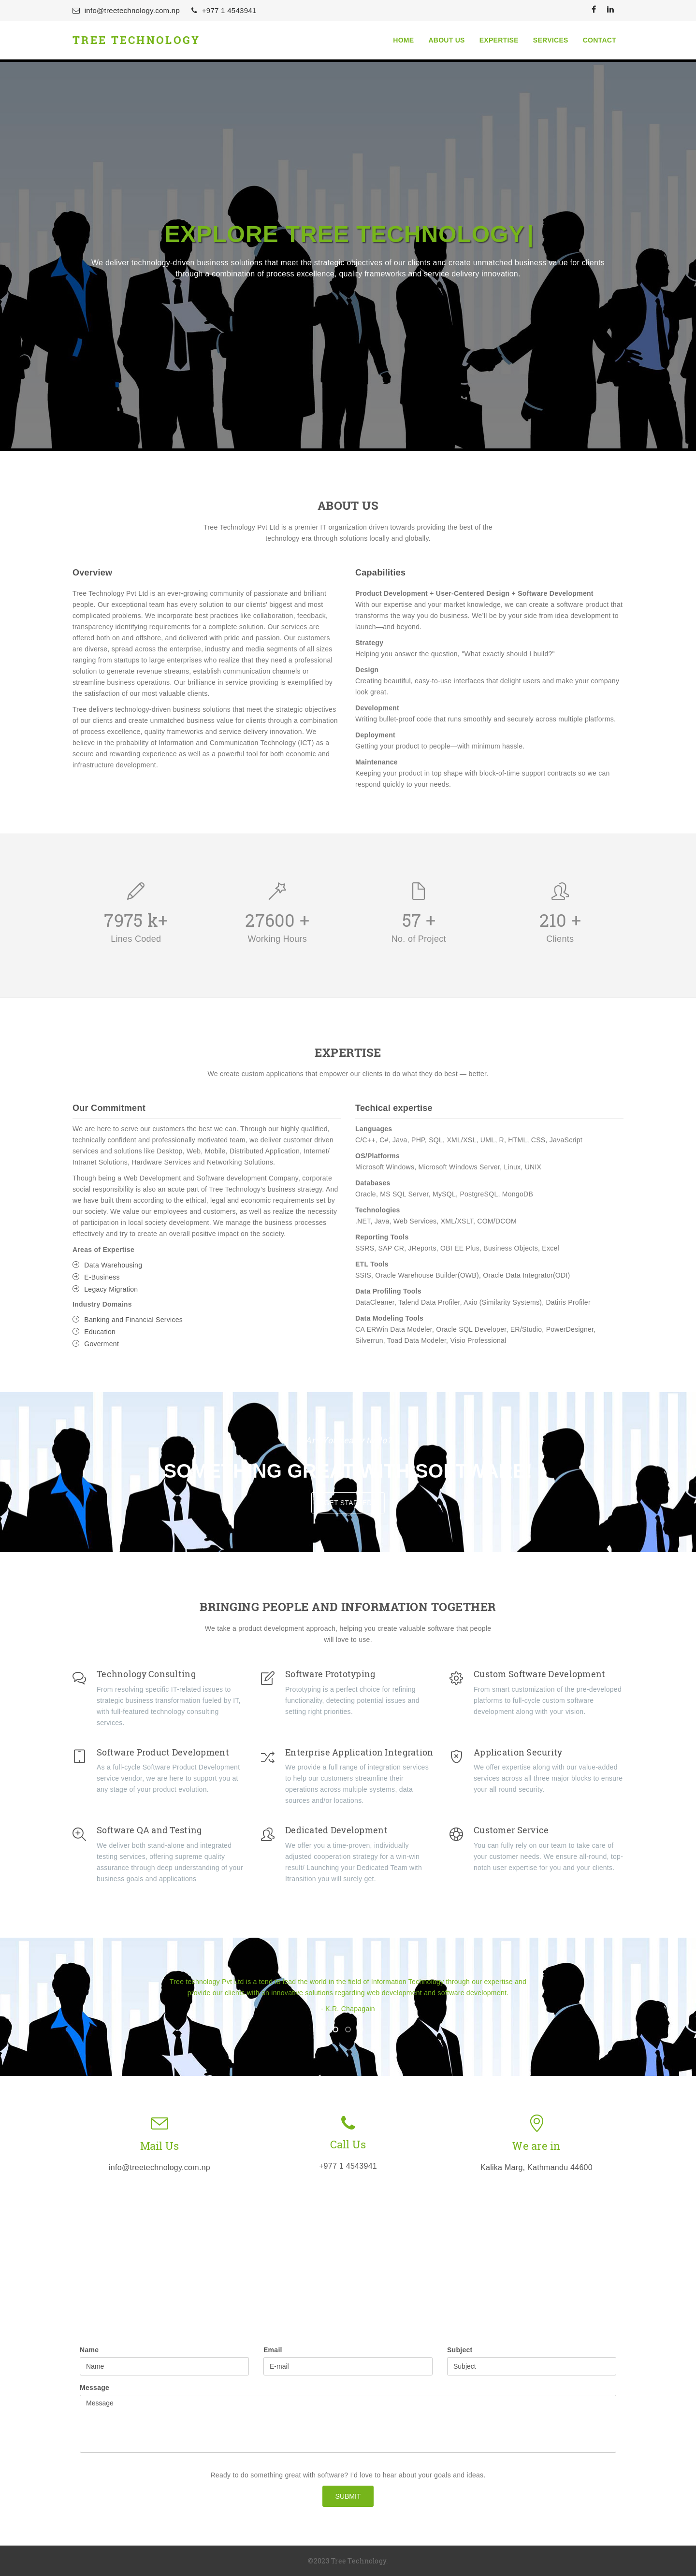 info@treetechnology.com.np +977 1 4543941
TREE TECHNOLOGY
HOME ABOUT US EXPERTISE SERVICES CONTACT
EXPLORE TREE TECHNOLOGY|
We deliver technology-driven business solutions that meet the strategic objectives of our clients and create unmatched business value for clients
through a combination of process excellence, quality frameworks and service delivery innovation.
ABOUT US
Tree Technology Pvt Ltd is a premier IT organization driven towards providing the best of the
technology era through solutions locally and globally.
Overview
Tree Technology Pvt Ltd is an ever-growing community of passionate and brilliant
people. Our exceptional team has every solution to our clients' biggest and most
complicated problems. We incorporate best practices like collaboration, feedback,
transparency identifying requirements for a complete solution. Our services are
offered both on and offshore, and delivered with pride and passion. Our customers
are diverse, spread across the enterprise, industry and media segments of all sizes
ranging from startups to large enterprises who realize that they need a professional
solution to generate revenue streams, establish communication channels or
streamline business operations. Our brilliance in service providing is exemplified by
the satisfaction of our most valuable clients.
Tree delivers technology-driven business solutions that meet the strategic objectives
of our clients and create unmatched business value for clients through a combination
of process excellence, quality frameworks and service delivery innovation. We
believe in the probability of Information and Communication Technology (ICT) as a
secure and rewarding experience as well as a powerful tool for both economic and
infrastructure development.
Capabilities
Product Development + User-Centered Design + Software Development
With our expertise and your market knowledge, we can create a software product that
transforms the way you do business. We'll be by your side from idea development to
launch—and beyond.
Strategy
Helping you answer the question, "What exactly should I build?"
Design
Creating beautiful, easy-to-use interfaces that delight users and make your company
look great.
Development
Writing bullet-proof code that runs smoothly and securely across multiple platforms.
Deployment
Getting your product to people—with minimum hassle.
Maintenance
Keeping your product in top shape with block-of-time support contracts so we can
respond quickly to your needs.
7975 k+
Lines Coded
27600 +
Working Hours
57 +
No. of Project
210 +
Clients
EXPERTISE
We create custom applications that empower our clients to do what they do best — better.
Our Commitment
We are here to serve our customers the best we can. Through our highly qualified,
technically confident and professionally motivated team, we deliver customer driven
services and solutions like Desktop, Web, Mobile, Distributed Application, Internet/
Intranet Solutions, Hardware Services and Networking Solutions.
Though being a Web Development and Software development Company, corporate
social responsibility is also an acute part of Tree Technology's business strategy. And
we have built them according to the ethical, legal and economic requirements set by
our society. We value our employees and customers, as well as realize the necessity
of participation in local society development. We manage the business processes
effectively and try to create an overall positive impact on the society.
Areas of Expertise
Data Warehousing
E-Business
Legacy Migration
Industry Domains
Banking and Financial Services
Education
Goverment
Techical expertise
Languages
C/C++, C#, Java, PHP, SQL, XML/XSL, UML, R, HTML, CSS, JavaScript
OS/Platforms
Microsoft Windows, Microsoft Windows Server, Linux, UNIX
Databases
Oracle, MS SQL Server, MySQL, PostgreSQL, MongoDB
Technologies
.NET, Java, Web Services, XML/XSLT, COM/DCOM
Reporting Tools
SSRS, SAP CR, JReports, OBI EE Plus, Business Objects, Excel
ETL Tools
SSIS, Oracle Warehouse Builder(OWB), Oracle Data Integrator(ODI)
Data Profiling Tools
DataCleaner, Talend Data Profiler, Axio (Similarity Systems), Datiris Profiler
Data Modeling Tools
CA ERWin Data Modeler, Oracle SQL Developer, ER/Studio, PowerDesigner,
Silverrun, Toad Data Modeler, Visio Professional
SOMETHING GREAT WITH SOFTWARE
GET STARTED
BRINGING PEOPLE AND INFORMATION TOGETHER
We take a product development approach, helping you create valuable software that people
will love to use.
Technology Consulting
From resolving specific IT-related issues to
strategic business transformation fueled by IT,
with full-featured technology consulting
services.
Software Prototyping
Prototyping is a perfect choice for refining
functionality, detecting potential issues and
setting right priorities.
Custom Software Development
From smart customization of the pre-developed
platforms to full-cycle custom software
development along with your vision.
Software Product Development
As a full-cycle Software Product Development
service vendor, we are here to support you at
any stage of your product evolution.
Enterprise Application Integration
We provide a full range of integration services
to help our customers streamline their
operations across multiple systems, data
sources and/or locations.
Application Security
We offer expertise along with our value-added
services across all three major blocks to ensure
your all round security.
Software QA and Testing
We deliver both stand-alone and integrated
testing services, offering supreme quality
assurance through deep understanding of your
business goals and applications
Dedicated Development
We offer you a time-proven, individually
adjusted cooperation strategy for a win-win
result/ Launching your Dedicated Team with
Itransition you will surely get.
Customer Service
You can fully rely on our team to take care of
your customer needs. We ensure all-round, top-
notch user expertise for you and your clients.
Tree technology Pvt Ltd is a tend to lead the world in the field of Information Technology through our expertise and
provide our clients with an innovative solutions regarding web development and software development.
- K.R. Chapagain
Mail Us
info@treetechnology.com.np
Call Us
+977 1 4543941
We are in
Kalika Marg, Kathmandu 44600
Name
Name
Email
E-mail
Subject
Subject
Message
Message
Ready to do something great with software? I'd love to hear about your goals and ideas.
SUBMIT
©2023 Tree Technology